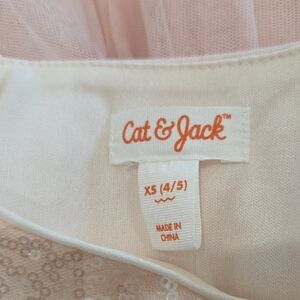 Cat & Jack™
XS (4/5)
MADE IN
CHINA